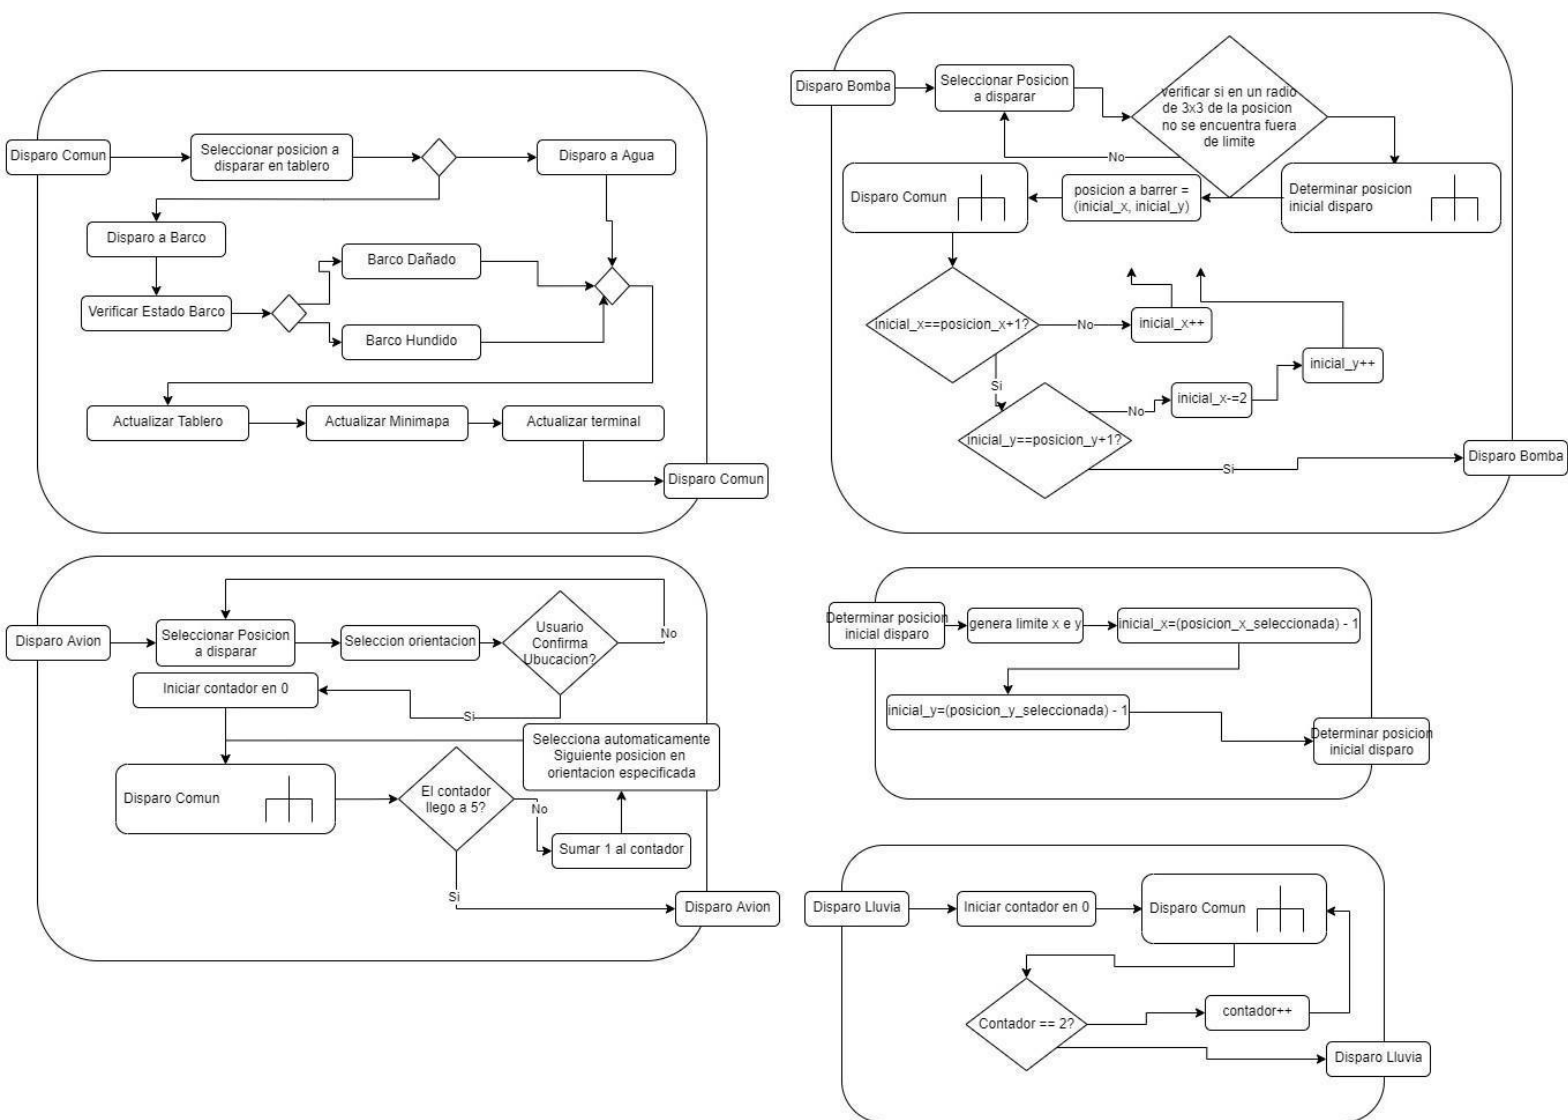 Disparo Comun
Seleccionar posicion a
disparar en tablero
Disparo a Agua
Disparo a Barco
Barco Dañado
Verificar Estado Barco
Barco Hundido
Actualizar Tablero
Actualizar Minimapa
Actualizar terminal
Disparo Comun
Disparo Bomba
Seleccionar Posicion
a disparar
verificar si en un radio
de 3x3 de la posicion
no se encuentra fuera
de limite
No
Disparo Comun
posicion a barrer =
(inicial_x, inicial_y)
Determinar posicion
inicial disparo
inicial_x==posicion_x+1?
No
inicial_x++
Si
inicial_y++
inicial_y==posicion_y+1?
No
inicial_x-=2
Si
Disparo Bomba
Disparo Avion
Seleccionar Posicion
a disparar
Seleccion orientacion
Usuario
Confirma
Ubucacion?
No
Iniciar contador en 0
Si
Selecciona automaticamente
Siguiente posicion en
orientacion especificada
Disparo Comun
El contador
llego a 5?
No
Sumar 1 al contador
Si
Disparo Avion
Determinar posicion
inicial disparo
genera limite x e y
inicial_x=(posicion_x_seleccionada) - 1
inicial_y=(posicion_y_seleccionada) - 1
Determinar posicion
inicial disparo
Disparo Lluvia
Iniciar contador en 0
Disparo Comun
Contador == 2?
contador++
Disparo Lluvia